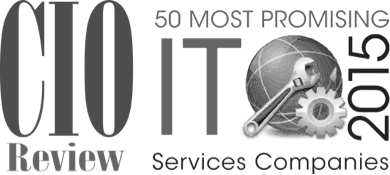 CIO
Review
50 MOST PROMISING
IT
2015
Services Companies